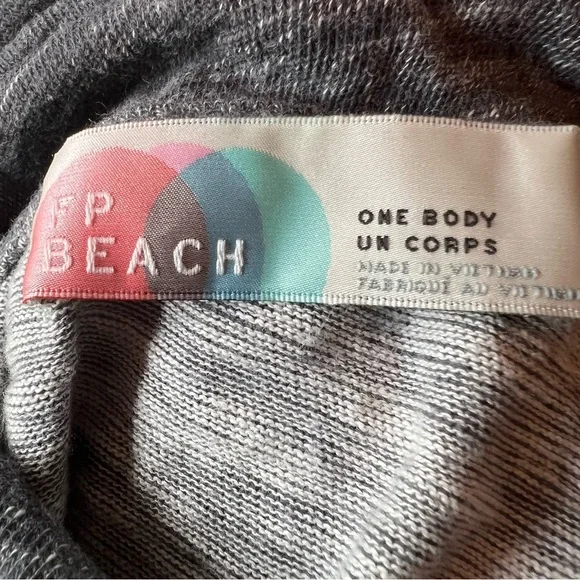 FP
BEACH
ONE BODY
UN CORPS
MADE IN VIETNAM
FABRIQUÉ AU VIETNAM